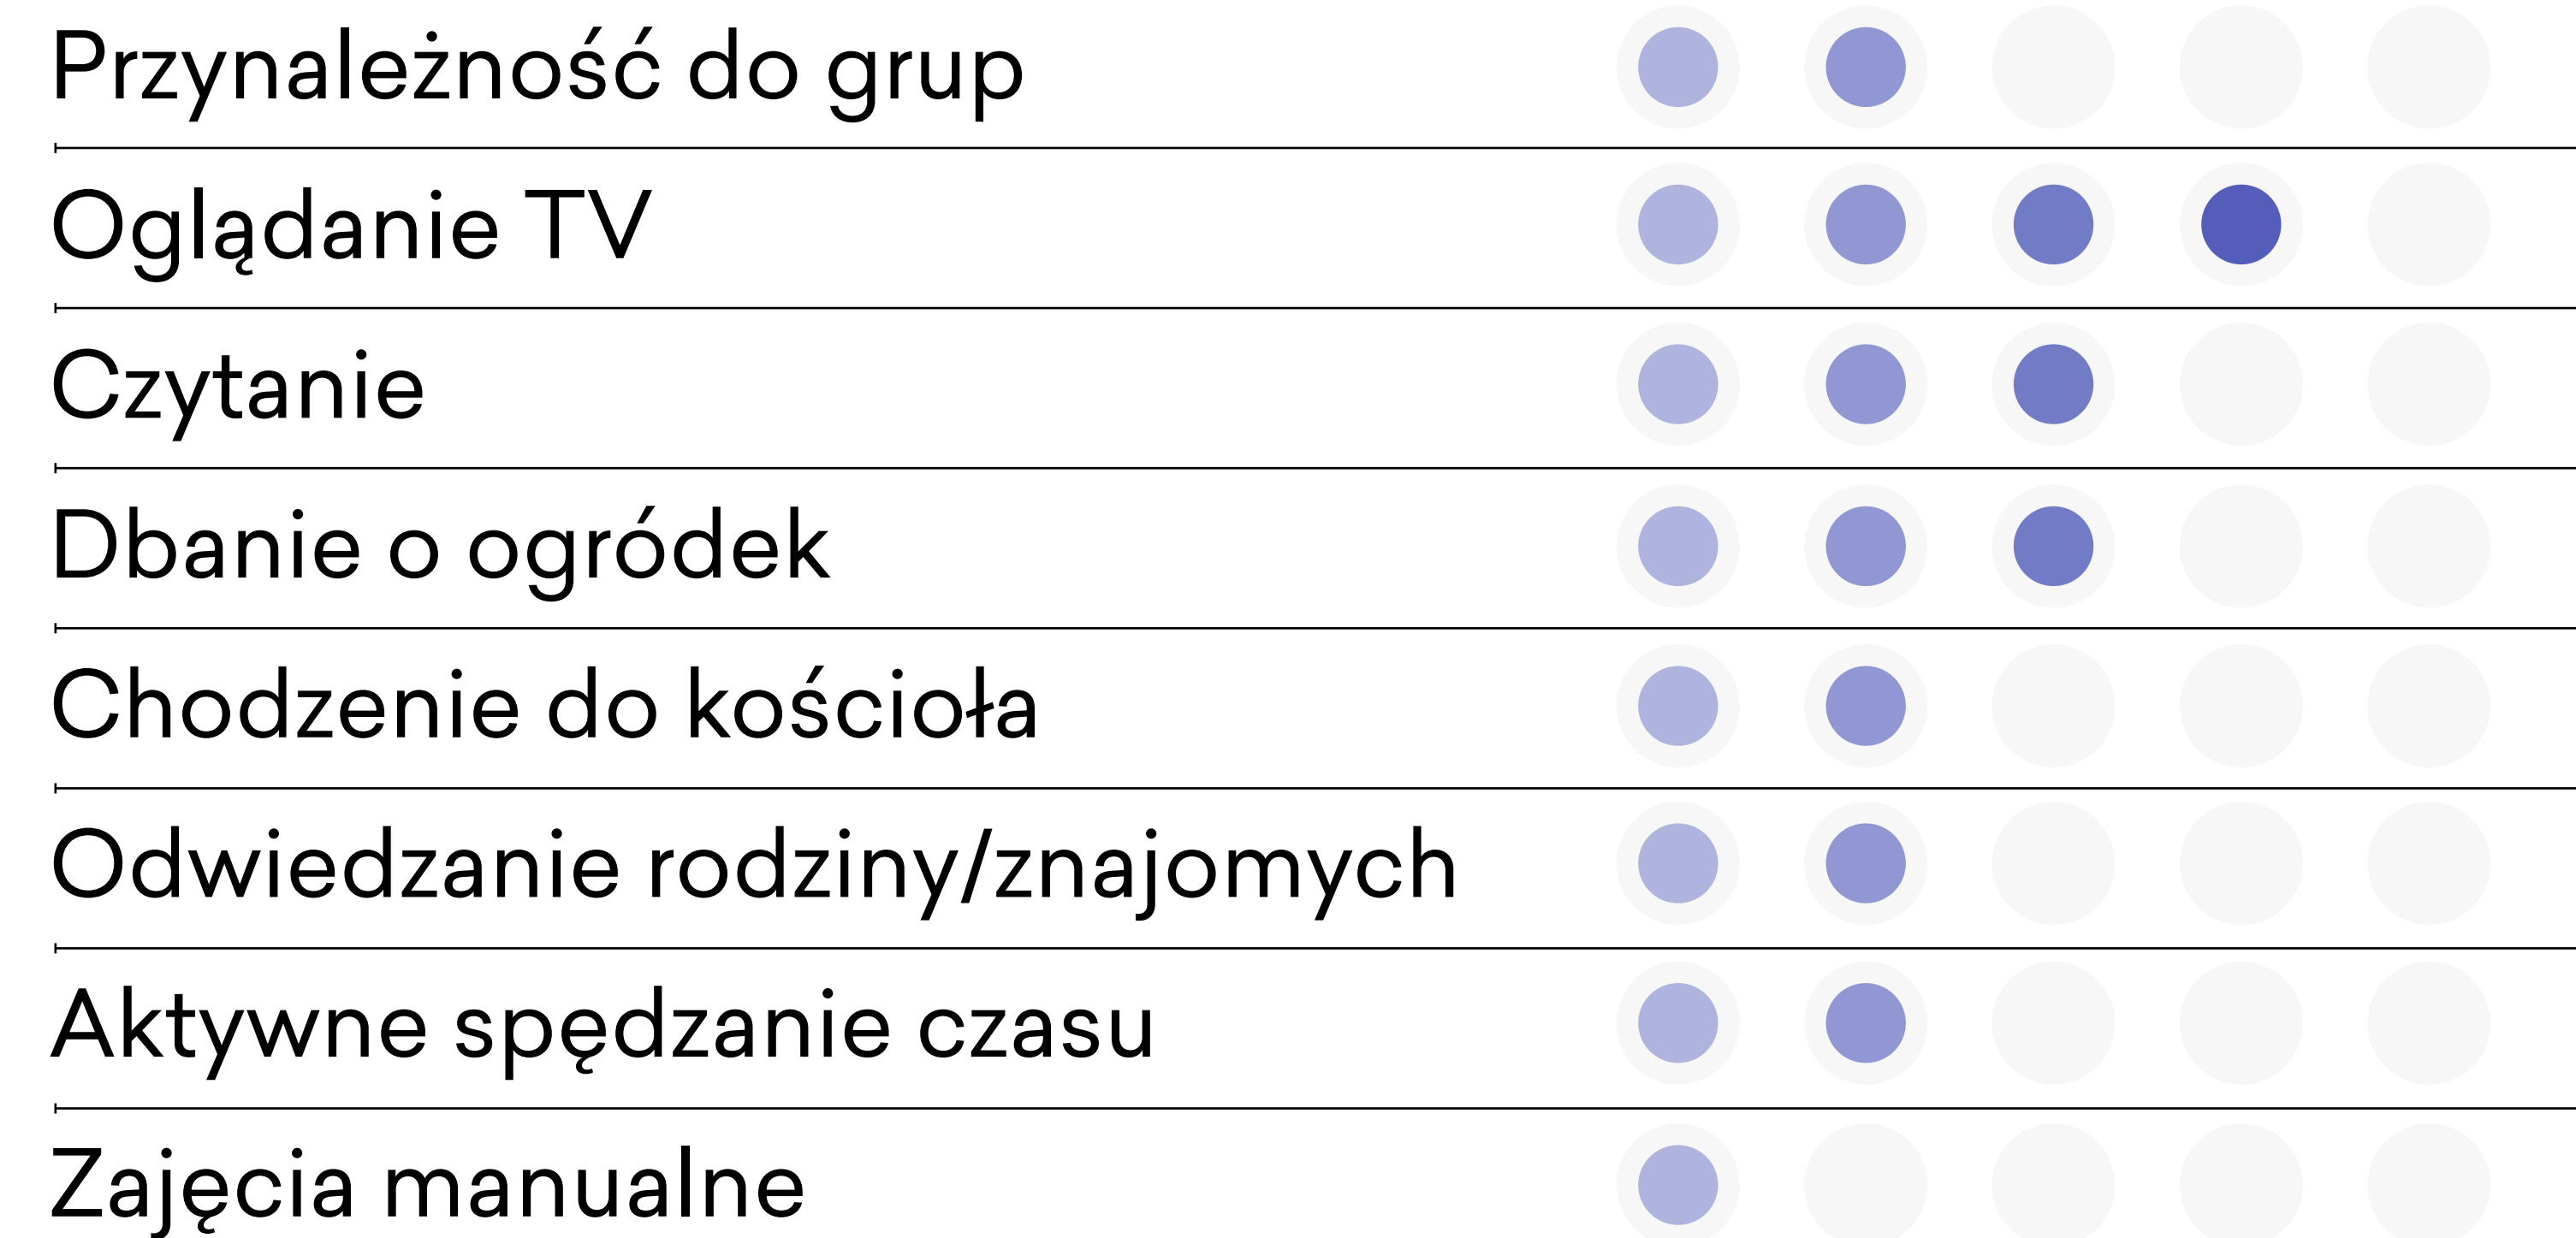 Przynależność do grup
Oglądanie TV
Czytanie
Dbanie o ogródek
Chodzenie do kościoła
Odwiedzanie rodziny/znajomych
Aktywne spędzanie czasu
Zajęcia manualne